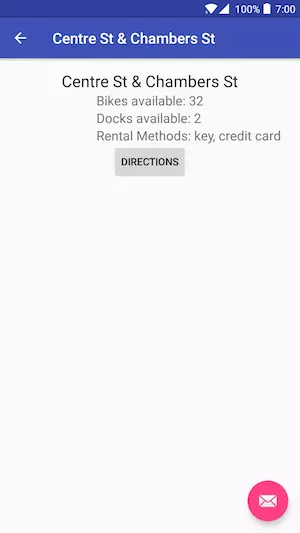 100% 7:00
Centre St & Chambers St
Centre St & Chambers St
Bikes available: 32
Docks available: 2
Rental Methods: key, credit card
DIRECTIONS